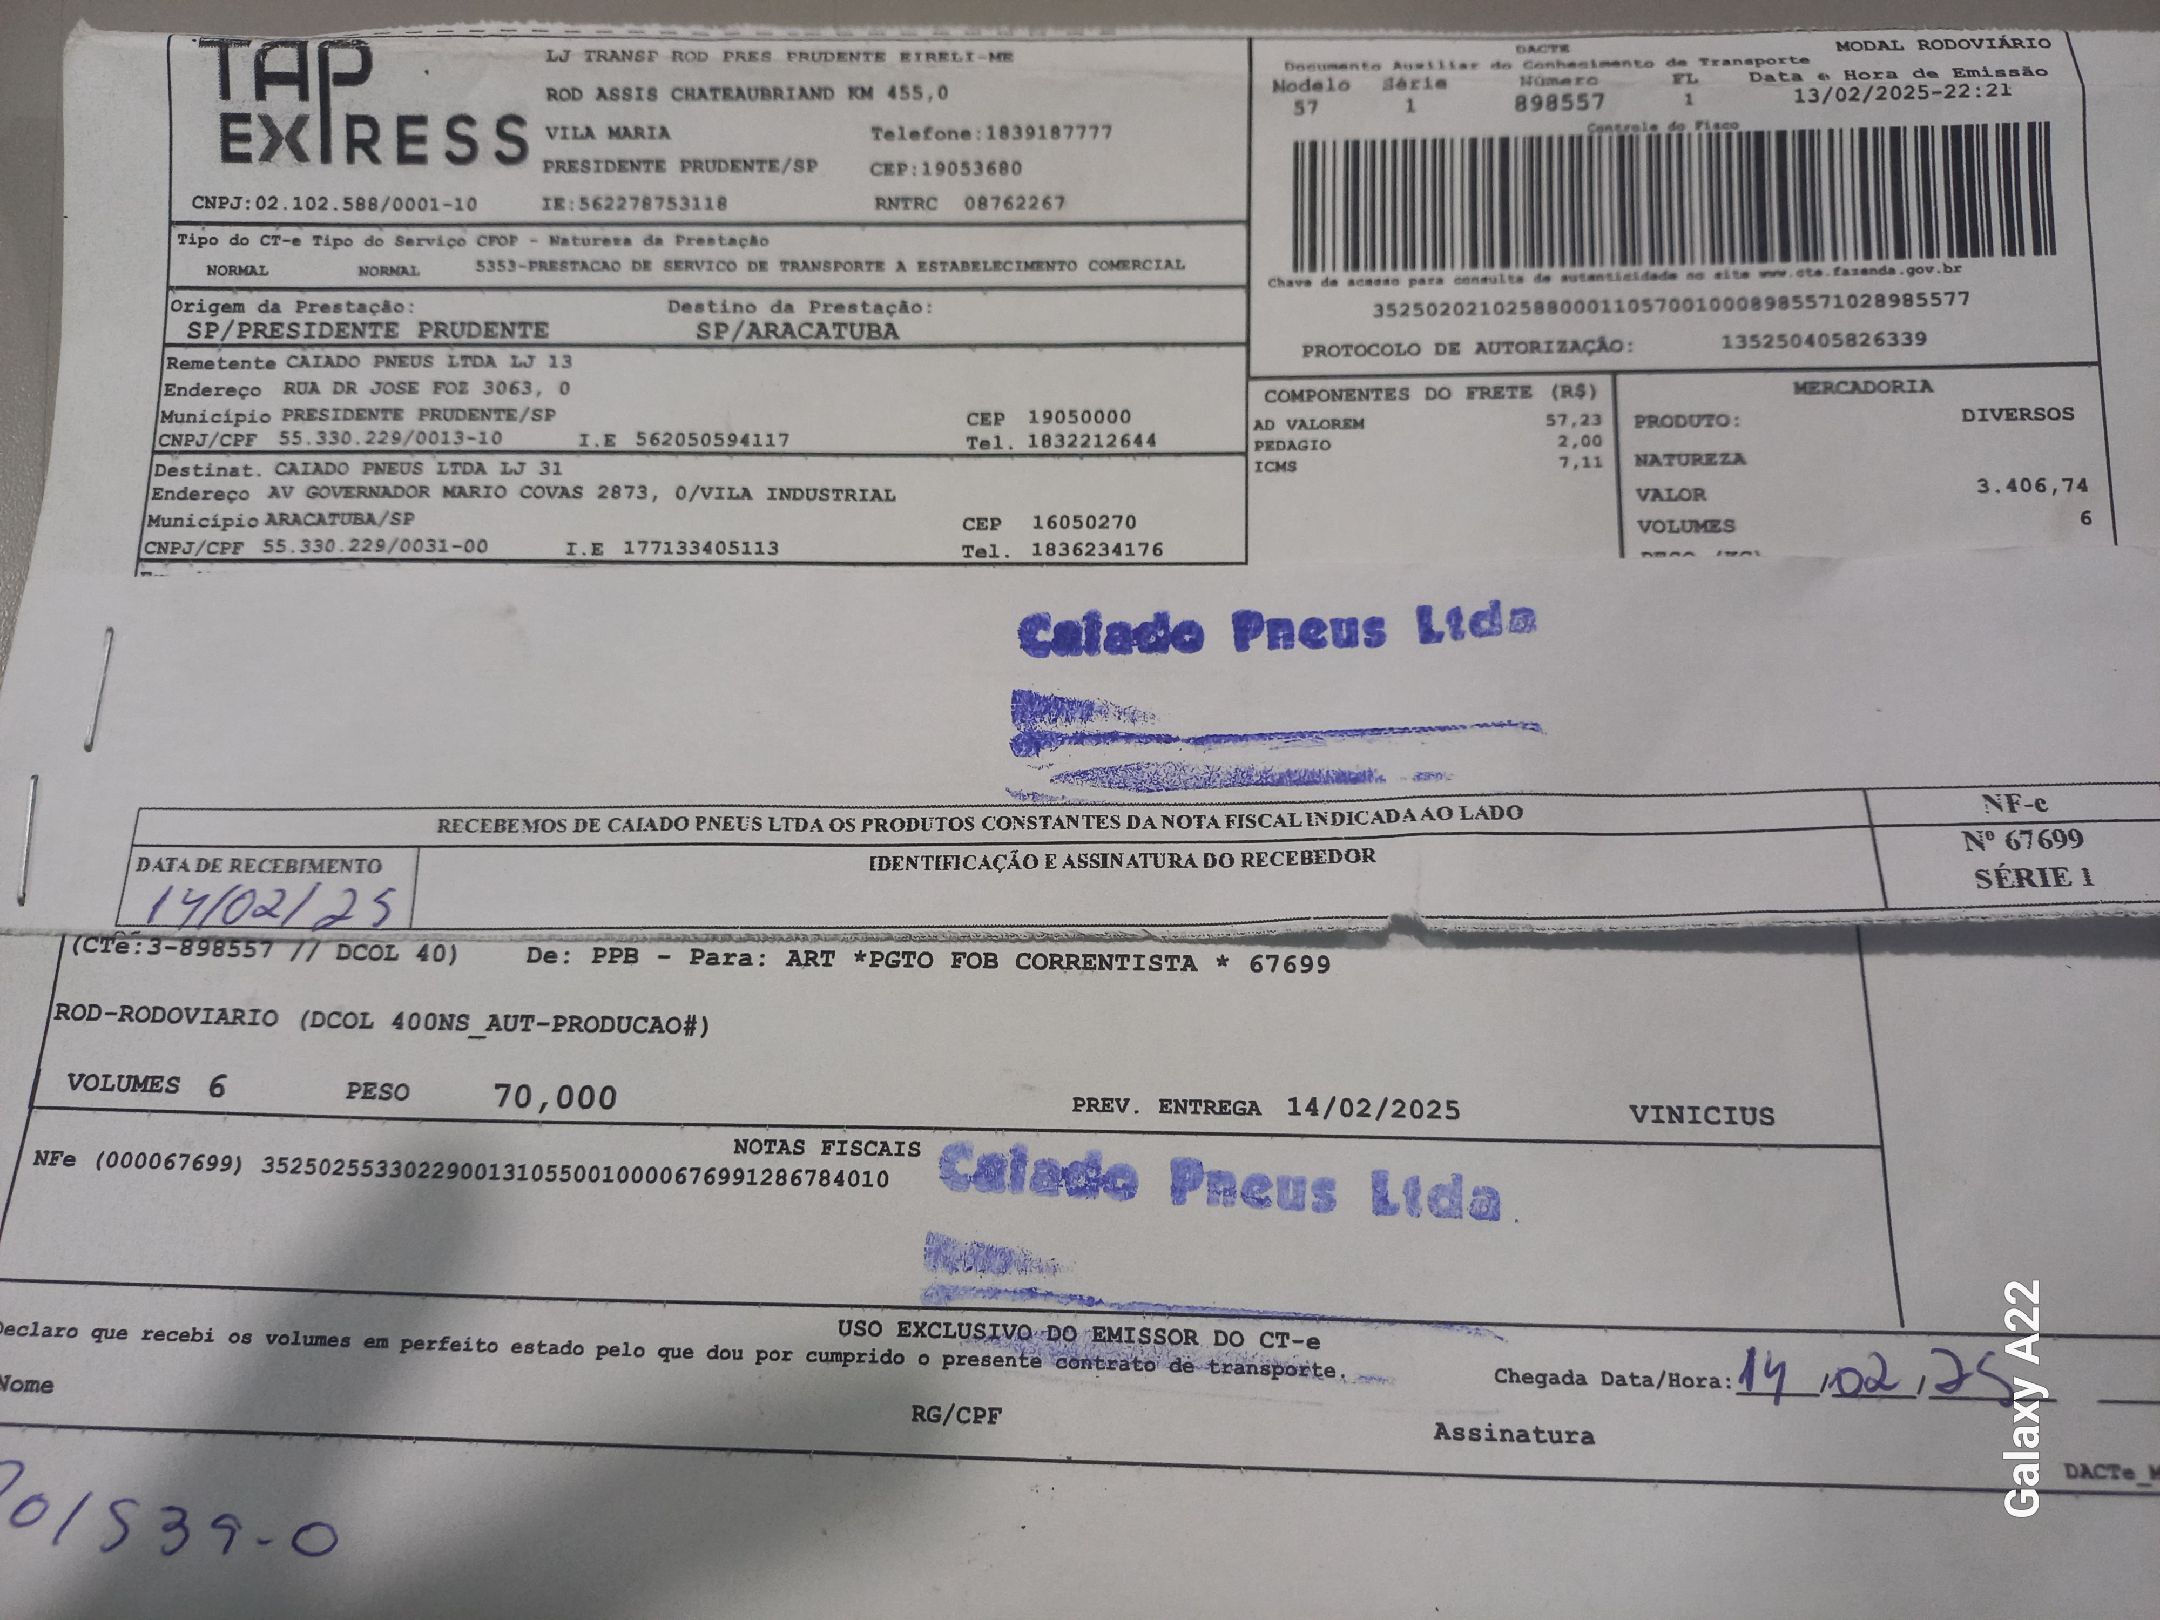 TAP EXPRESS
LJ TRANSP ROD PRES PRUDENTE EIRELI-ME
ROD ASSIS CHATEAUBRIAND KM 455,0
VILA MARIA Telefone:1839187777
PRESIDENTE PRUDENTE/SP CEP:19053680
CNPJ:02.102.588/0001-10 IE:562278753118 RNTRC 08762267
Tipo do CT-e Tipo do Serviço CFOP - Natureza da Prestação
NORMAL NORMAL 5353-PRESTACAO DE SERVICO DE TRANSPORTE A ESTABELECIMENTO COMERCIAL
Origem da Prestação: Destino da Prestação:
SP/PRESIDENTE PRUDENTE SP/ARACATUBA
Remetente CAIADO PNEUS LTDA LJ 13
Endereço RUA DR JOSE FOZ 3063, 0
Município PRESIDENTE PRUDENTE/SP CEP 19050000
CNPJ/CPF 55.330.229/0013-10 I.E 562050594117 Tel. 1832212644
Destinat. CAIADO PNEUS LTDA LJ 31
Endereço AV GOVERNADOR MARIO COVAS 2873, 0/VILA INDUSTRIAL
Município ARACATUBA/SP CEP 16050270
CNPJ/CPF 55.330.229/0031-00 I.E 177133405113 Tel. 1836234176
DACTE MODAL RODOVIÁRIO
Documento Auxiliar do Conhecimento de Transporte
Modelo Série Número FL Data e Hora de Emissão
57 1 898557 1 13/02/2025-22:21
Controle do Fisco
Chave de acesso para consulta de autenticidade no site www.cte.fazenda.gov.br
35250202102588000110570010008985571028985577
PROTOCOLO DE AUTORIZAÇÃO: 135250405826339
COMPONENTES DO FRETE (R$)
AD VALOREM 57,23
PEDAGIO 2,00
ICMS 7,11
MERCADORIA
PRODUTO: DIVERSOS
NATUREZA
VALOR 3.406,74
VOLUMES 6
Caiado Pneus Ltda
RECEBEMOS DE CAIADO PNEUS LTDA OS PRODUTOS CONSTANTES DA NOTA FISCAL INDICADA AO LADO
NF-e
Nº 67699
SÉRIE 1
DATA DE RECEBIMENTO IDENTIFICAÇÃO E ASSINATURA DO RECEBEDOR
14/02/25
(CTe:3-898557 // DCOL 40) De: PPB - Para: ART *PGTO FOB CORRENTISTA * 67699
ROD-RODOVIARIO (DCOL 400NS_AUT-PRODUCAO#)
VOLUMES 6 PESO 70,000 PREV. ENTREGA 14/02/2025 VINICIUS
NOTAS FISCAIS
NFe (000067699) 35250255330229001310550010000676991286784010
Caiado Pneus Ltda
USO EXCLUSIVO DO EMISSOR DO CT-e
Declaro que recebi os volumes em perfeito estado pelo que dou por cumprido o presente contrato de transporte.
Chegada Data/Hora: 14/02/25
Nome RG/CPF Assinatura
Galaxy A22